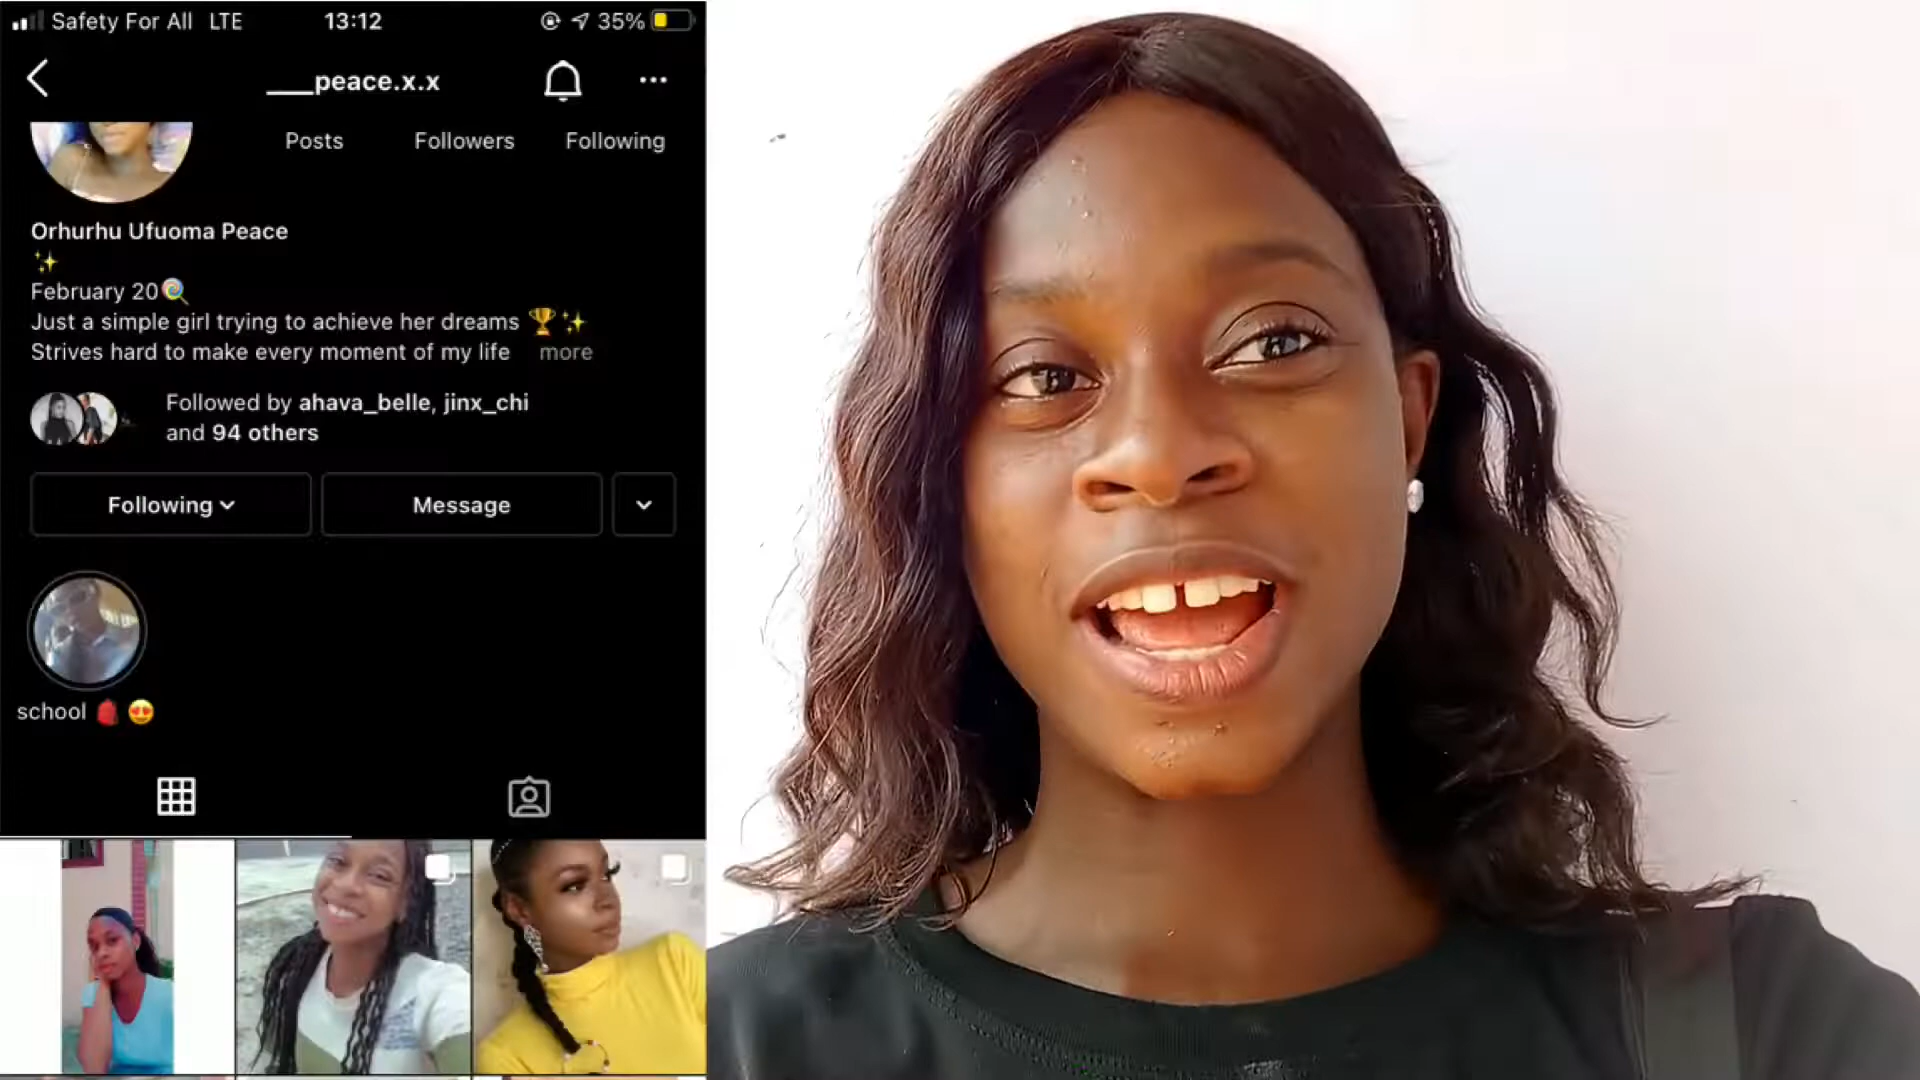 Safety For All LTE 13:12 35%
___peace.x.x
Posts Followers Following
Orhurhu Ufuoma Peace
✨
February 20🍭
Just a simple girl trying to achieve her dreams 🏆✨
Strives hard to make every moment of my life more
Followed by ahava_belle, jinx_chi
and 94 others
Following Message
school 🎒 😍